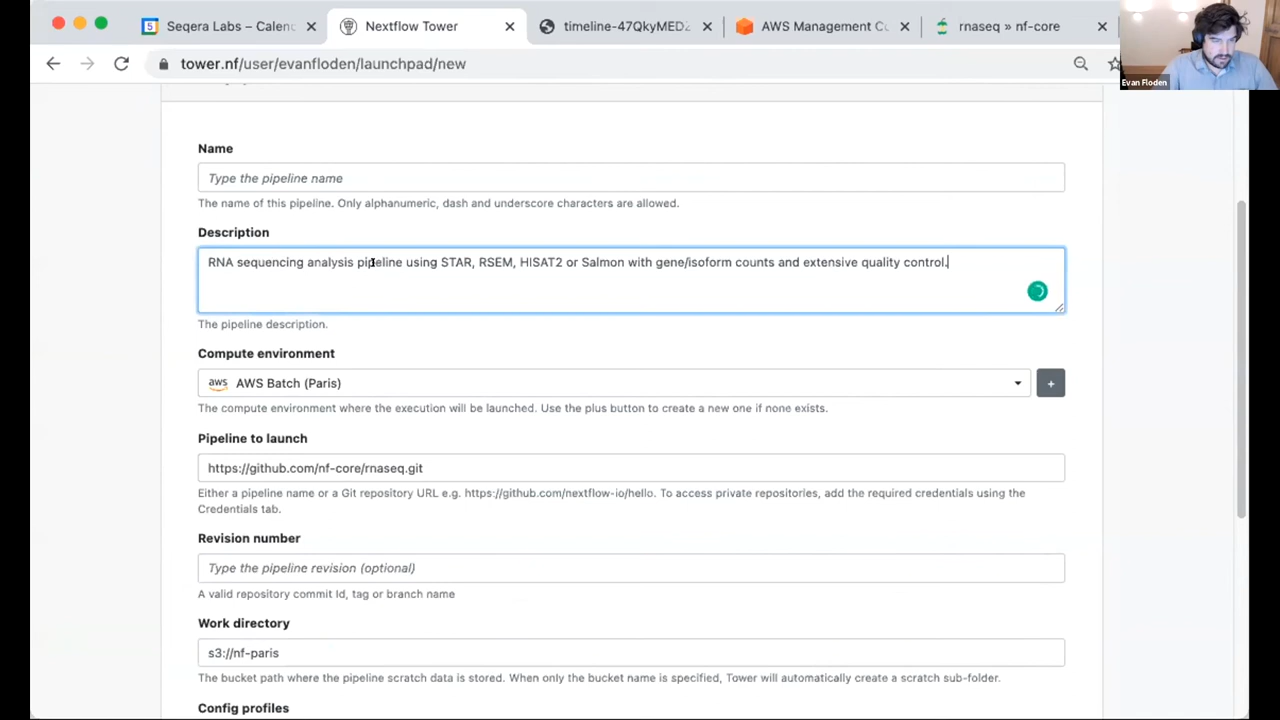 Seqera Labs – Calenc
Nextflow Tower
timeline-47QkyMEDZ
AWS Management Co
rnaseq » nf-core
tower.nf/user/evanfloden/launchpad/new
Evan Floden
Name
Type the pipeline name
The name of this pipeline. Only alphanumeric, dash and underscore characters are allowed.
Description
RNA sequencing analysis pipeline using STAR, RSEM, HISAT2 or Salmon with gene/isoform counts and extensive quality control.
The pipeline description.
Compute environment
aws AWS Batch (Paris)
+
The compute environment where the execution will be launched. Use the plus button to create a new one if none exists.
Pipeline to launch
https://github.com/nf-core/rnaseq.git
Either a pipeline name or a Git repository URL e.g. https://github.com/nextflow-io/hello. To access private repositories, add the required credentials using the
Credentials tab.
Revision number
Type the pipeline revision (optional)
A valid repository commit Id, tag or branch name
Work directory
s3://nf-paris
The bucket path where the pipeline scratch data is stored. When only the bucket name is specified, Tower will automatically create a scratch sub-folder.
Config profiles